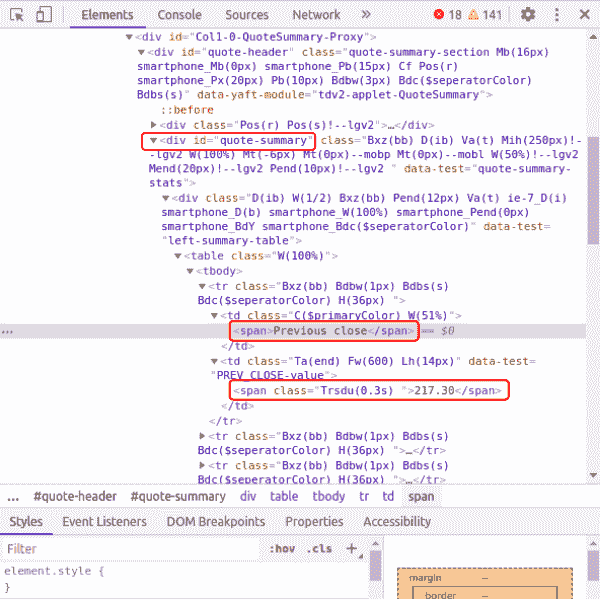 Elements Console Sources Network » 18 141
▼<div id="Col1-0-QuoteSummary-Proxy">
▼<div id="quote-header" class="quote-summary-section Mb(16px)
smartphone_Mb(0px) smartphone_Pb(15px) Cf Pos(r)
smartphone_Px(20px) Pb(10px) Bdbw(3px) Bdc($seperatorColor)
Bdbs(s)" data-yaft-module="tdv2-applet-QuoteSummary">
::before
▶<div class="Pos(r) Pos(s)!--lgv2">…</div>
▼<div id="quote-summary" class="Bxz(bb) D(ib) Va(t) Mih(250px)!-
-lgv2 W(100%) Mt(-6px) Mt(0px)--mobp Mt(0px)--mobl W(50%)!--lgv2
Mend(20px)!--lgv2 Pend(10px)!--lgv2 " data-test="quote-summary-
stats">
▼<div class="D(ib) W(1/2) Bxz(bb) Pend(12px) Va(t) ie-7_D(i)
smartphone_D(b) smartphone_W(100%) smartphone_Pend(0px)
smartphone_BdY smartphone_Bdc($seperatorColor)" data-test=
"left-summary-table">
▼<table class="W(100%)">
▼<tbody>
▼<tr class="Bxz(bb) Bdbw(1px) Bdbs(s)
Bdc($seperatorColor) H(36px) ">
▼<td class="C($primaryColor) W(51%)">
… <span>Previous close</span> == $0
</td>
▼<td class="Ta(end) Fw(600) Lh(14px)" data-test=
"PREV_CLOSE-value">
<span class="Trsdu(0.3s) ">217.30</span>
</td>
</tr>
▶<tr class="Bxz(bb) Bdbw(1px) Bdbs(s)
Bdc($seperatorColor) H(36px) ">…</tr>
▶<tr class="Bxz(bb) Bdbw(1px) Bdbs(s)
Bdc($seperatorColor) H(36px) ">…</tr>
… #quote-header #quote-summary div table tbody tr td span
Styles Event Listeners DOM Breakpoints Properties Accessibility
Filter :hov .cls +
element.style {
}
margin –
border –